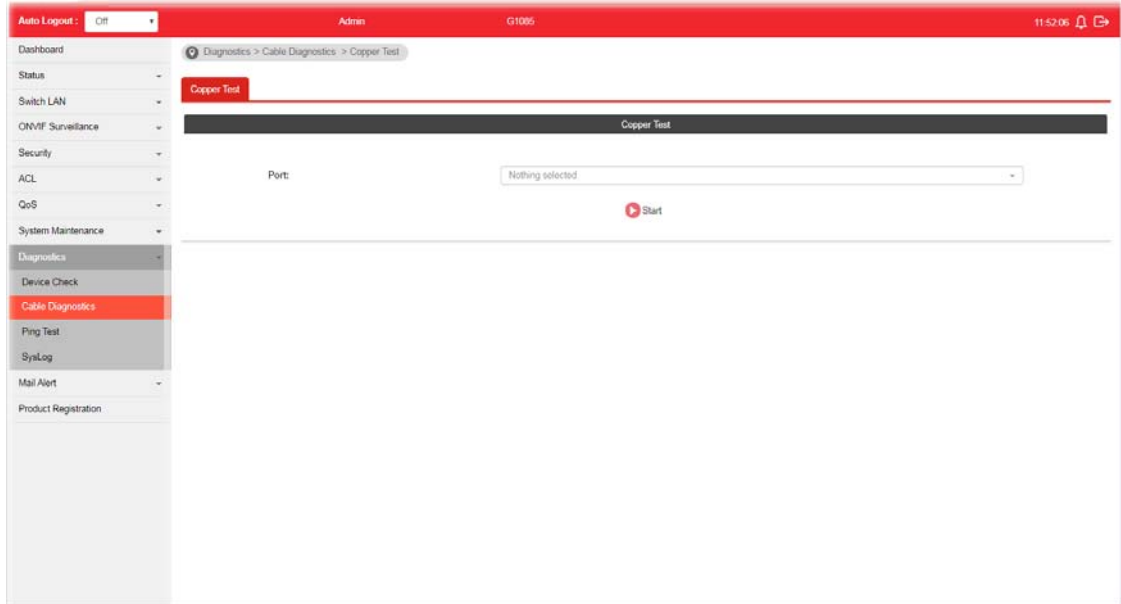 Auto Logout : Off Admin G1085 11:52:06
Dashboard
Status
Switch LAN
ONVIF Surveillance
Security
ACL
QoS
System Maintenance
Diagnostics
Device Check
Cable Diagnostics
Ping Test
SysLog
Mail Alert
Product Registration
Diagnostics > Cable Diagnostics > Copper Test
Copper Test
Copper Test
Port: Nothing selected
Start